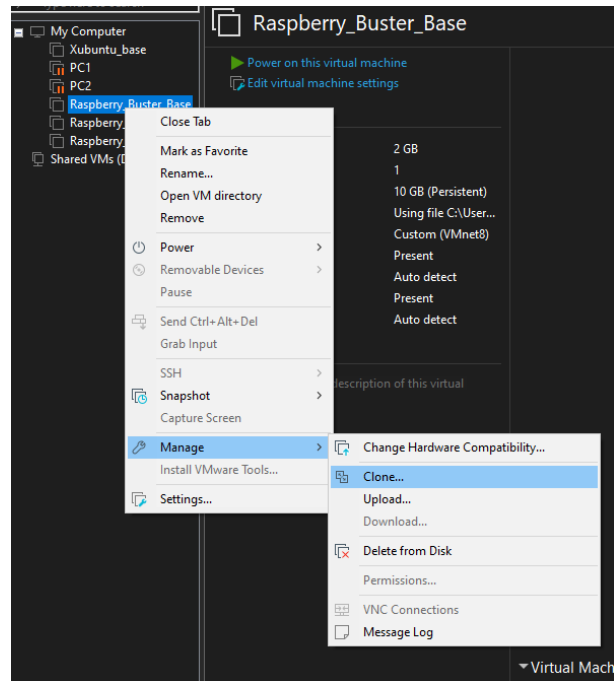 Raspberry_Buster_Base
My Computer
Xubuntu_base
PC1
PC2
Raspberry_Buster_Base
Raspberry_
Raspberry_
Shared VMs (D
Power on this virtual machine
Edit virtual machine settings
2 GB
1
10 GB (Persistent)
Using file C:\User...
Custom (VMnet8)
Present
Auto detect
Present
Auto detect
description of this virtual
Close Tab
Mark as Favorite
Rename...
Open VM directory
Remove
Power
Removable Devices
Pause
Send Ctrl+Alt+Del
Grab Input
SSH
Snapshot
Capture Screen
Manage
Install VMware Tools...
Settings...
Change Hardware Compatibility...
Clone...
Upload...
Download...
Delete from Disk
Permissions...
VNC Connections
Message Log
Virtual Mach